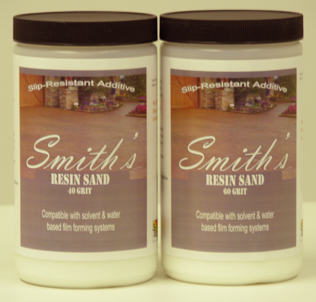 Slip-Resistant Additive
Smith's
RESIN SAND
40 GRIT
Compatible with solvent & water
based film forming systems
Slip-Resistant Additive
Smith's
RESIN SAND
60 GRIT
Compatible with solvent & water
based film forming systems